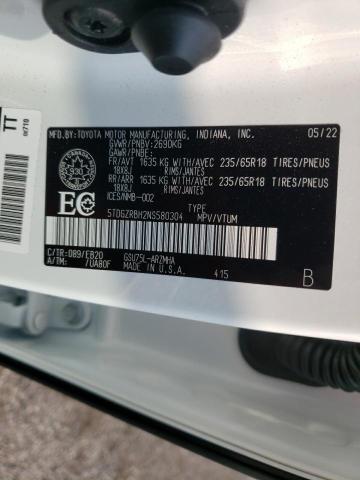 MFD.BY:TOYOTA MOTOR MANUFACTURING, INDIANA, INC. 05/22
GVWR/PNBV:2690KG
GAWR/PNBE:
FR/AVT 1635 KG WITH/AVEC 235/65R18 TIRES/PNEUS
18X8J RIMS/JANTES
RR/ARR 1635 KG WITH/AVEC 235/65R18 TIRES/PNEUS
18X8J RIMS/JANTES
ICES/NMB-002
930
EC
TYPE
5TDGZRBH2NS580304 MPV/VTUM
C/TR:089/EB20 GSU75L-ARZMHA
A/TM: /UA80F MADE IN U.S.A. 415
B
TT